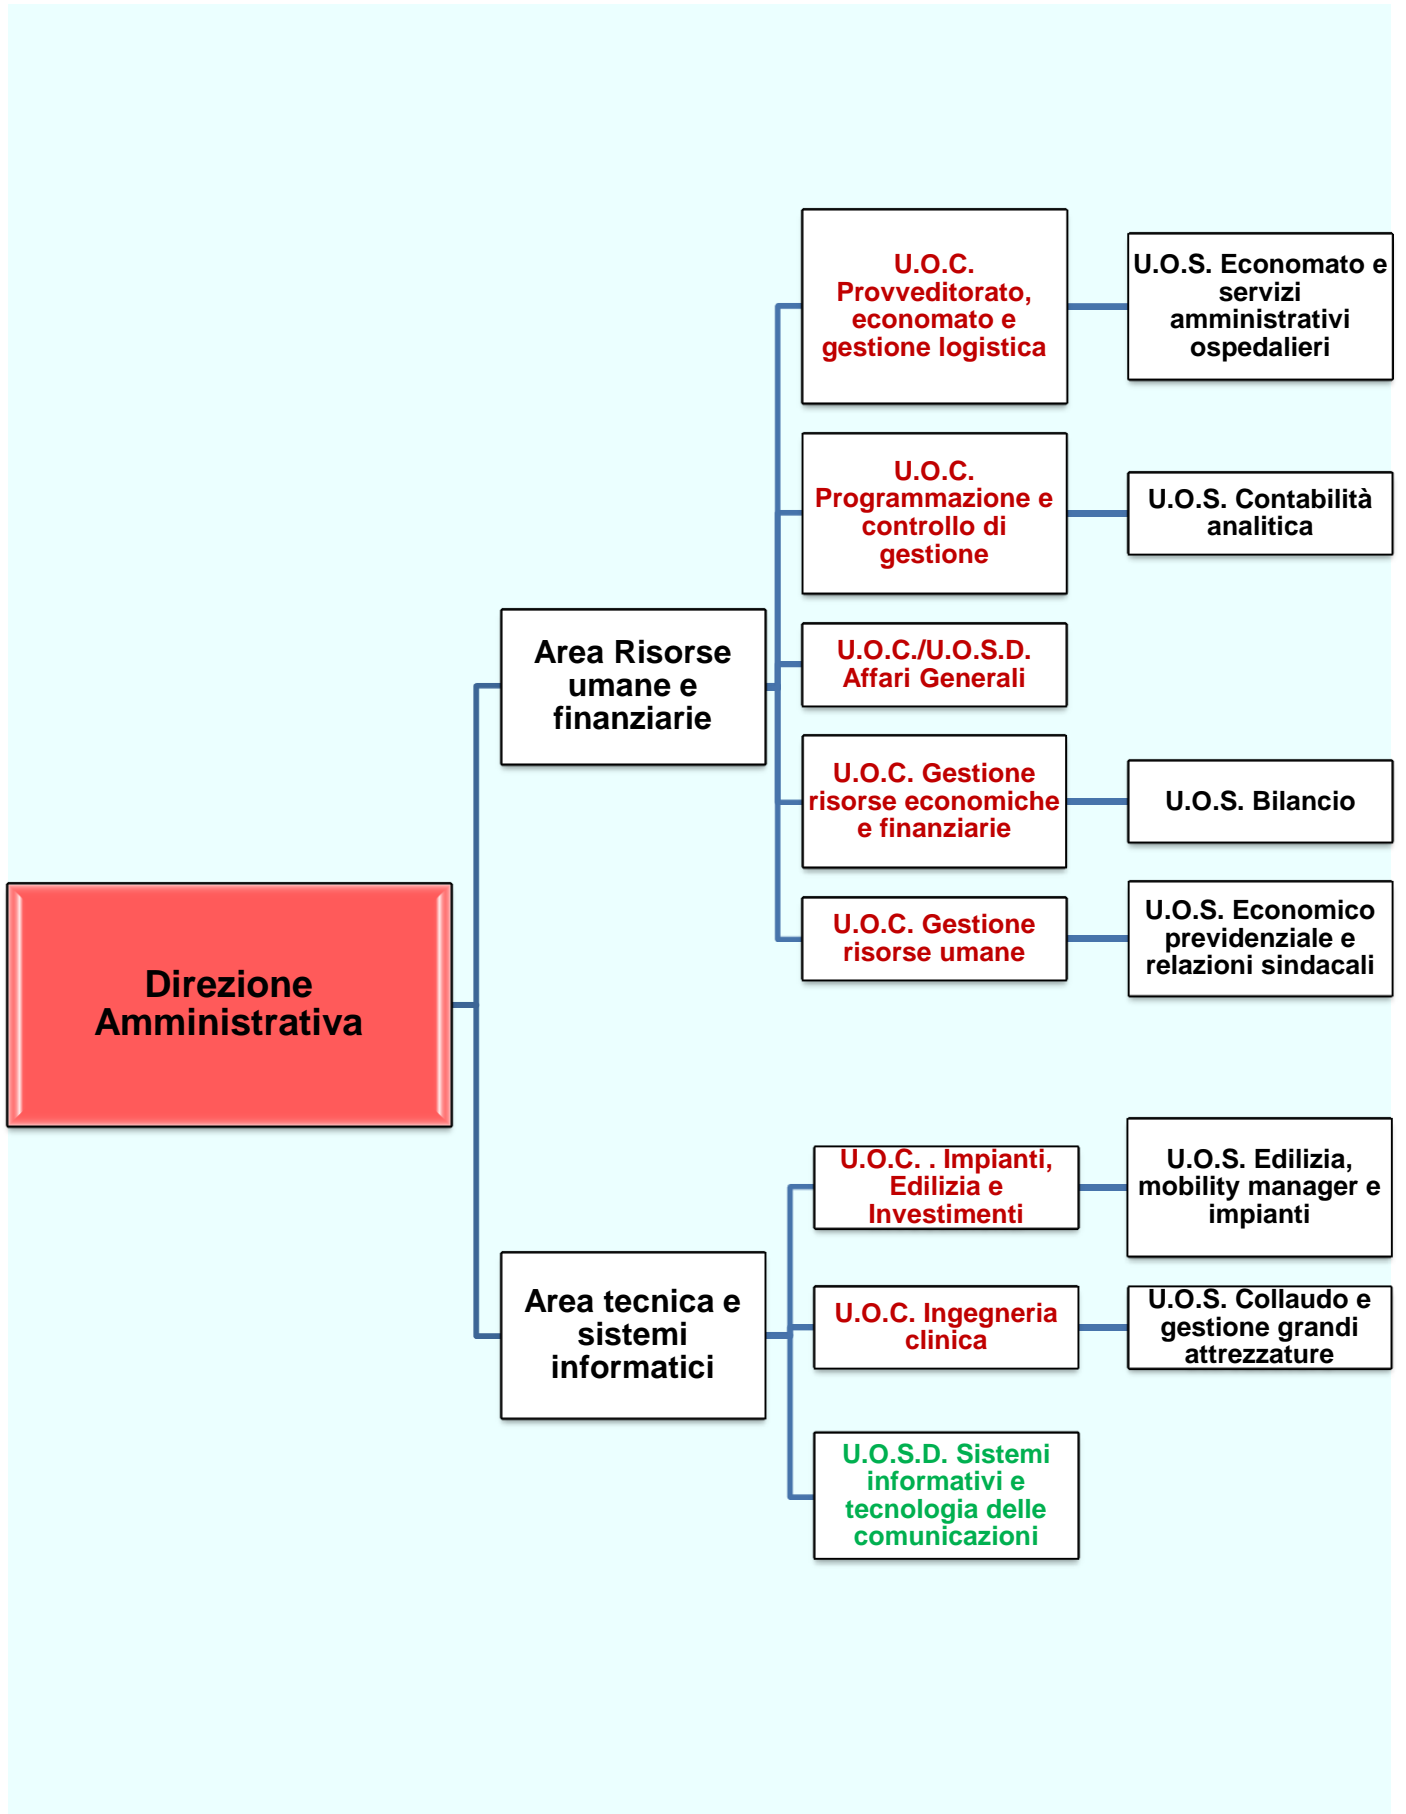 U.O.C.
Provveditorato,
economato e
gestione logistica
U.O.S. Economato e
servizi
amministrativi
ospedalieri
U.O.C.
Programmazione e
controllo di
gestione
U.O.S. Contabilità
analitica
Area Risorse
umane e
finanziarie
U.O.C./U.O.S.D.
Affari Generali
U.O.C. Gestione
risorse economiche
e finanziarie
U.O.S. Bilancio
U.O.C. Gestione
risorse umane
U.O.S. Economico
previdenziale e
relazioni sindacali
Direzione
Amministrativa
U.O.C. . Impianti,
Edilizia e
Investimenti
U.O.S. Edilizia,
mobility manager e
impianti
Area tecnica e
sistemi
informatici
U.O.C. Ingegneria
clinica
U.O.S. Collaudo e
gestione grandi
attrezzature
U.O.S.D. Sistemi
informativi e
tecnologia delle
comunicazioni